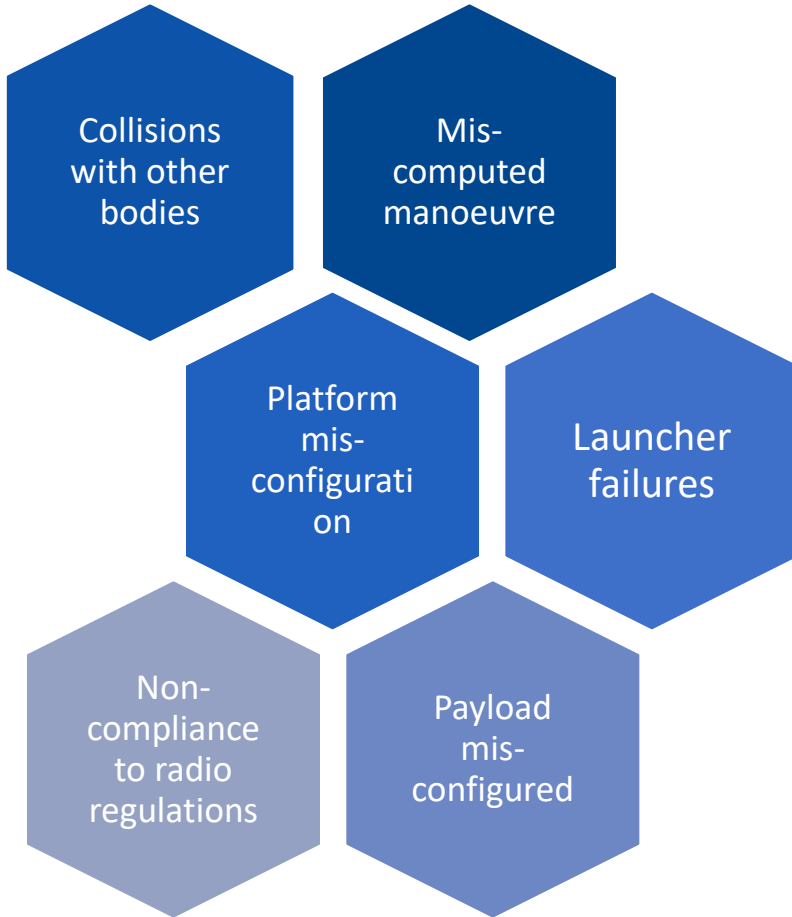 Collisions
with other
bodies
Mis-
computed
manoeuvre
Platform
mis-
configurati
on
Launcher
failures
Non-
compliance
to radio
regulations
Payload
mis-
configured